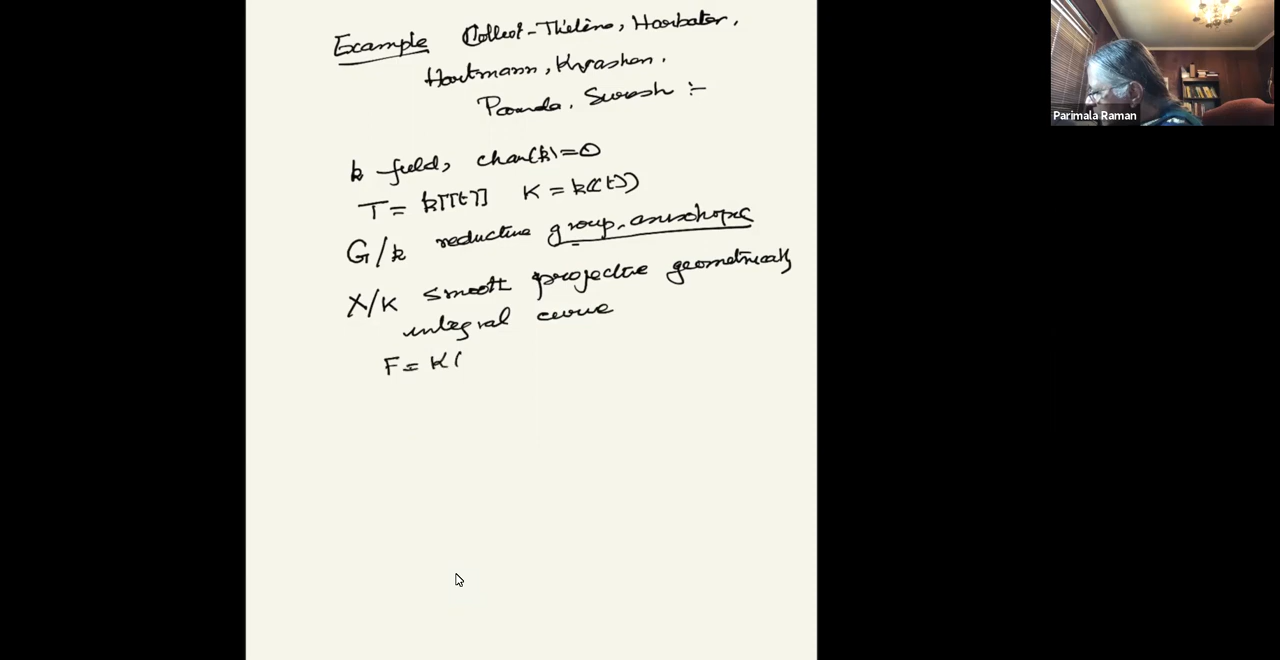 Example Colliot-Thélène, Harbater,
Hartmann, Krashen,
Parimala, Suresh :-
k field, char(k)=0
T = k[[t]] K = k((t))
G/k reductive group, anisotropic
X/K smooth projective geometrically
integral curve
F = K(
Parimala Raman